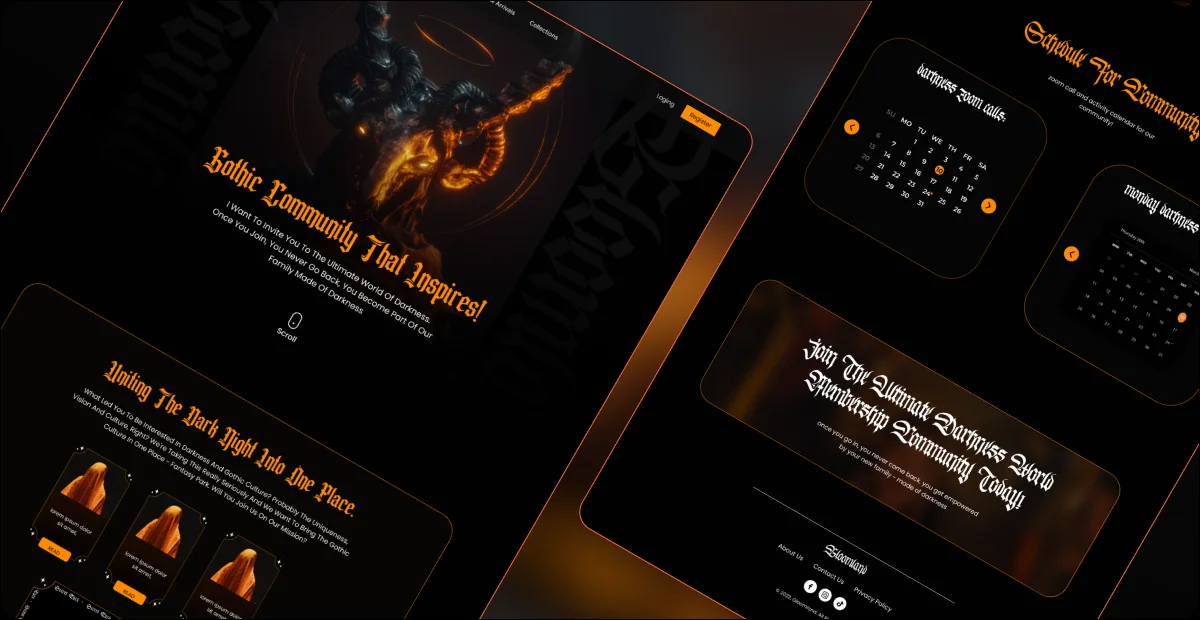 Arrivals
Collections
Loging
Register
Gothic Community That Inspires!
I Want To Invite You To The Ultimate World Of Darkness.
Once You Join, You Never Go Back, You Become Part Of Our
Family Made Of Darkness
Scroll
Uniting The Dark Night Into One Place.
What Led You To Be Interested In Darkness And Gothic Culture? Probably The Uniqueness,
Vision And Culture, Right? We're Taking This Really Seriously, And We Want To Bring The Gothic
Culture In One Place - Fantasy Park. Will You Join Us On Our Mission?
lorem ipsum dolor
sit amet,
READ
lorem ipsum dolor
sit amet,
READ
lorem ipsum dolor
sit amet,
Schedule For Community
zoom call and activity calendar for our
community!
darkness zoom calls:
SU MO TU WE TH FR SA
1 2 3 4 5
6 7 8 9 10 11 12
13 14 15 16 17 18 19
20 21 22 23 24 25 26
27 28 29 30 31
monday darkness
Join The Ultimate Darkness World
Membership Community Today!
once you go in, you never come back, you get empowered
by your new family - made of darkness
Gloomland
About Us
Contact Us
Privacy Policy